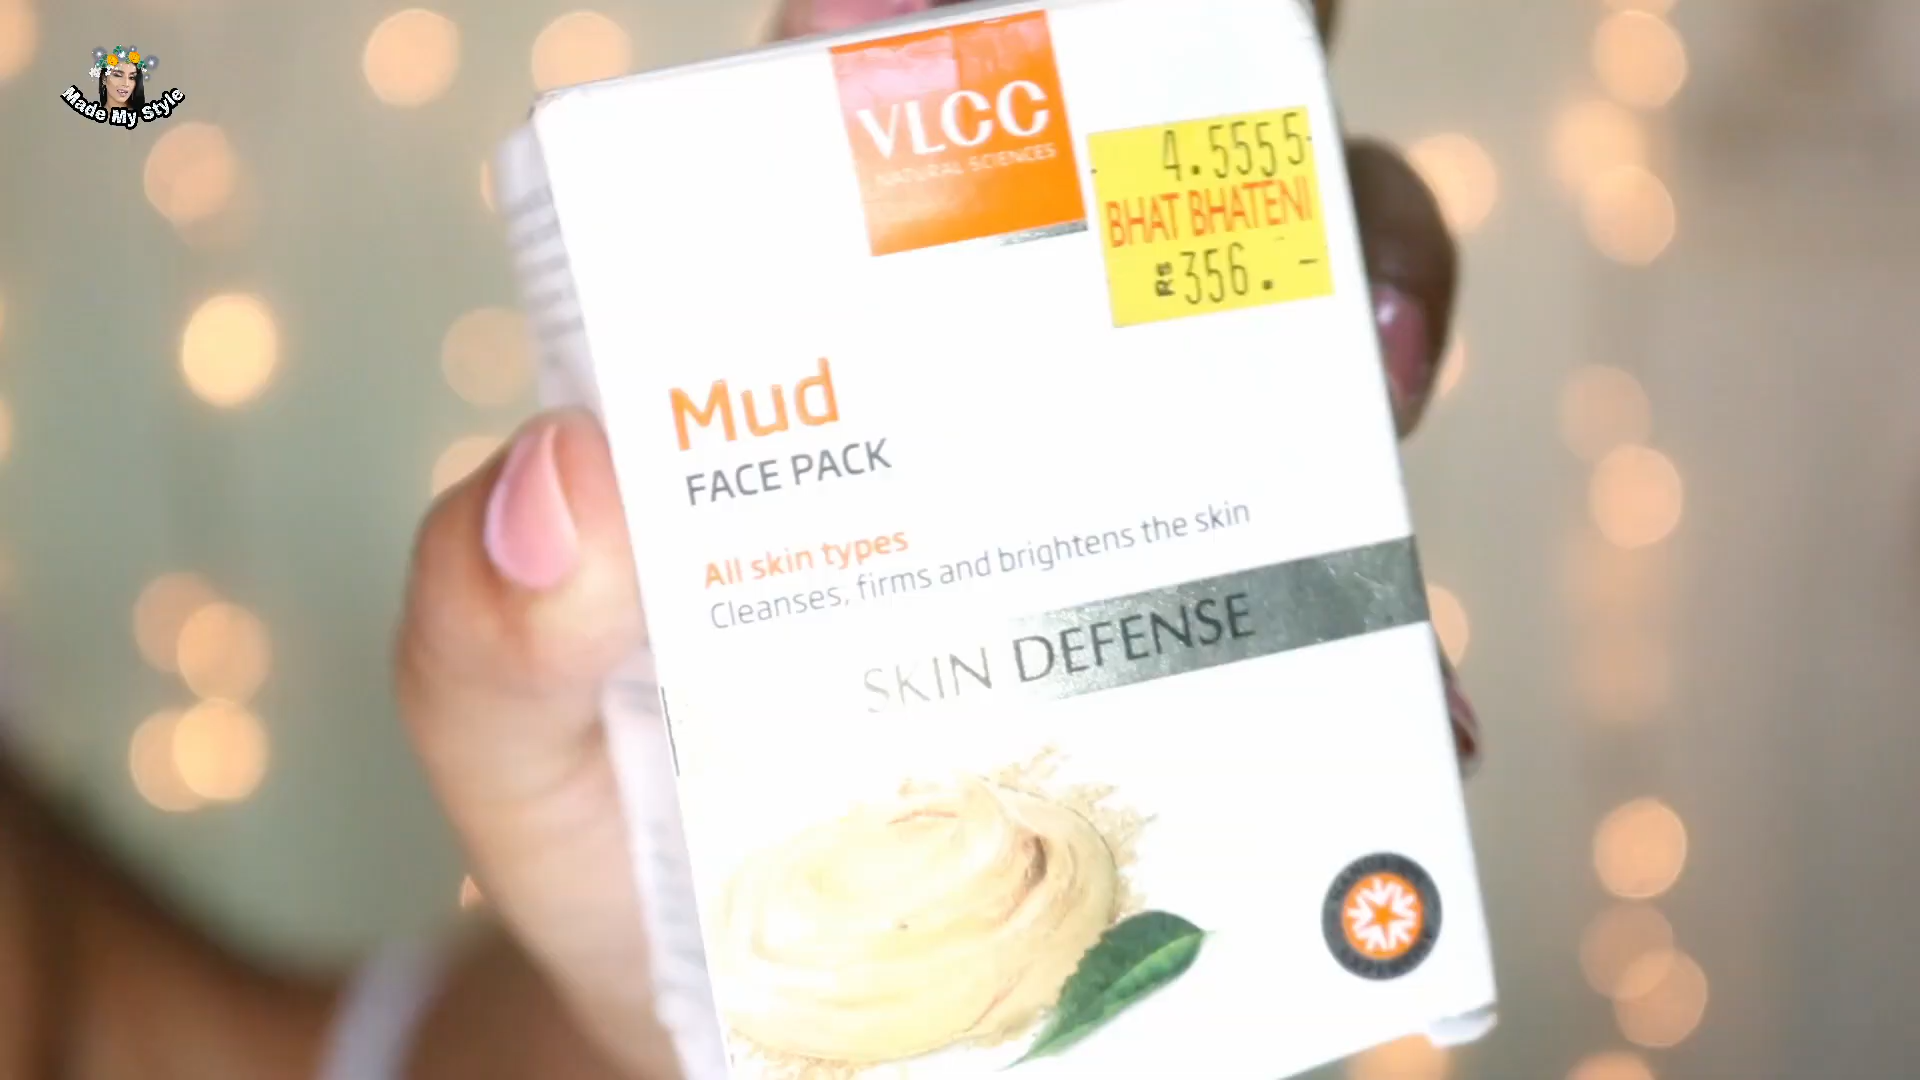 Made My Style
VLCC
NATURAL SCIENCES
4.5555
BHAT BHATENI
Rs 356. -
Mud
FACE PACK
All skin types
Cleanses, firms and brightens the skin
SKIN DEFENSE